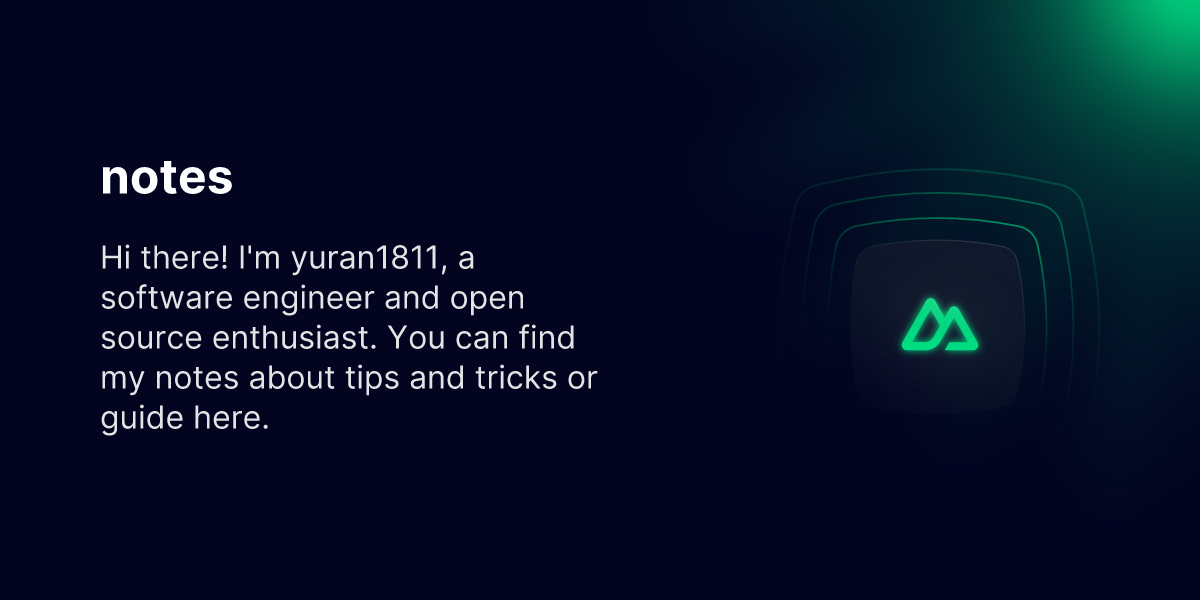 notes
Hi there! I'm yuran1811, a
software engineer and open
source enthusiast. You can find
my notes about tips and tricks or
guide here.